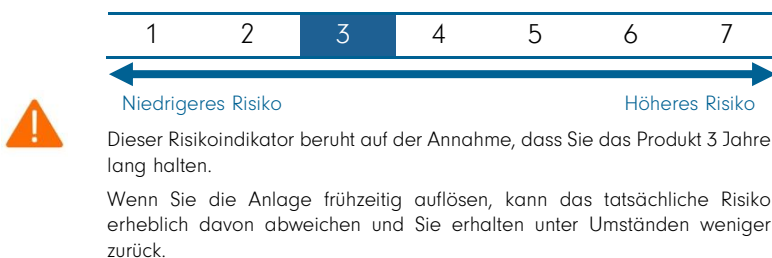 1 2 3 4 5 6 7
Niedrigeres Risiko Höheres Risiko
Dieser Risikoindikator beruht auf der Annahme, dass Sie das Produkt 3 Jahre
lang halten.
Wenn Sie die Anlage frühzeitig auflösen, kann das tatsächliche Risiko
erheblich davon abweichen und Sie erhalten unter Umständen weniger
zurück.